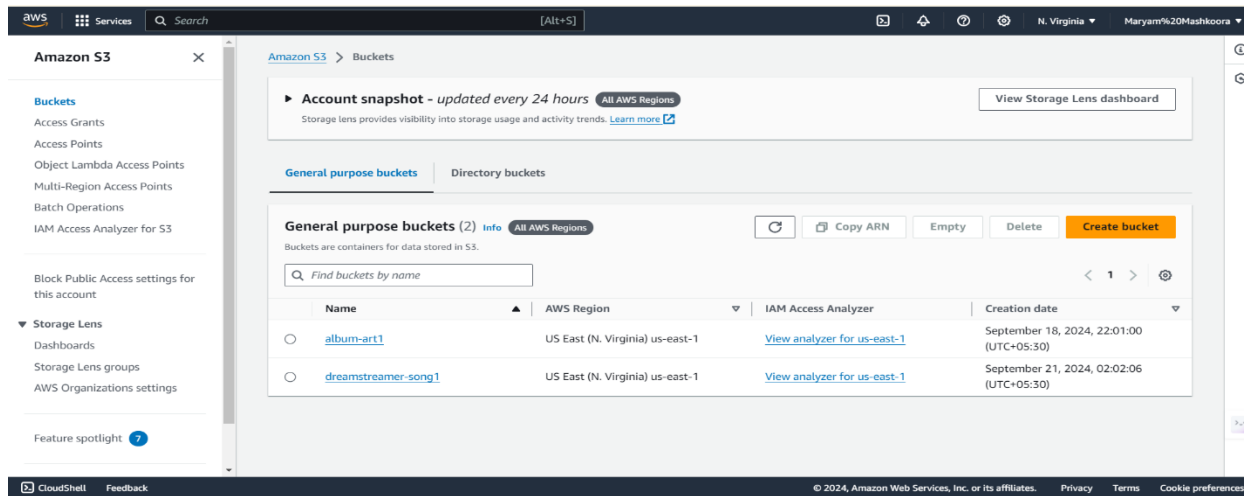 aws Services Search [Alt+S] N. Virginia Maryam%20Mashkoora
Amazon S3
Buckets
Access Grants
Access Points
Object Lambda Access Points
Multi-Region Access Points
Batch Operations
IAM Access Analyzer for S3
Block Public Access settings for
this account
Storage Lens
Dashboards
Storage Lens groups
AWS Organizations settings
Feature spotlight 7
Amazon S3 > Buckets
Account snapshot - updated every 24 hours All AWS Regions
View Storage Lens dashboard
Storage lens provides visibility into storage usage and activity trends. Learn more
General purpose buckets Directory buckets
General purpose buckets (2) Info All AWS Regions
Copy ARN Empty Delete Create bucket
Buckets are containers for data stored in S3.
Find buckets by name
1
Name AWS Region IAM Access Analyzer Creation date
album-art1 US East (N. Virginia) us-east-1 View analyzer for us-east-1 September 18, 2024, 22:01:00
(UTC+05:30)
dreamstreamer-song1 US East (N. Virginia) us-east-1 View analyzer for us-east-1 September 21, 2024, 02:02:06
(UTC+05:30)
CloudShell Feedback © 2024, Amazon Web Services, Inc. or its affiliates. Privacy Terms Cookie preferences